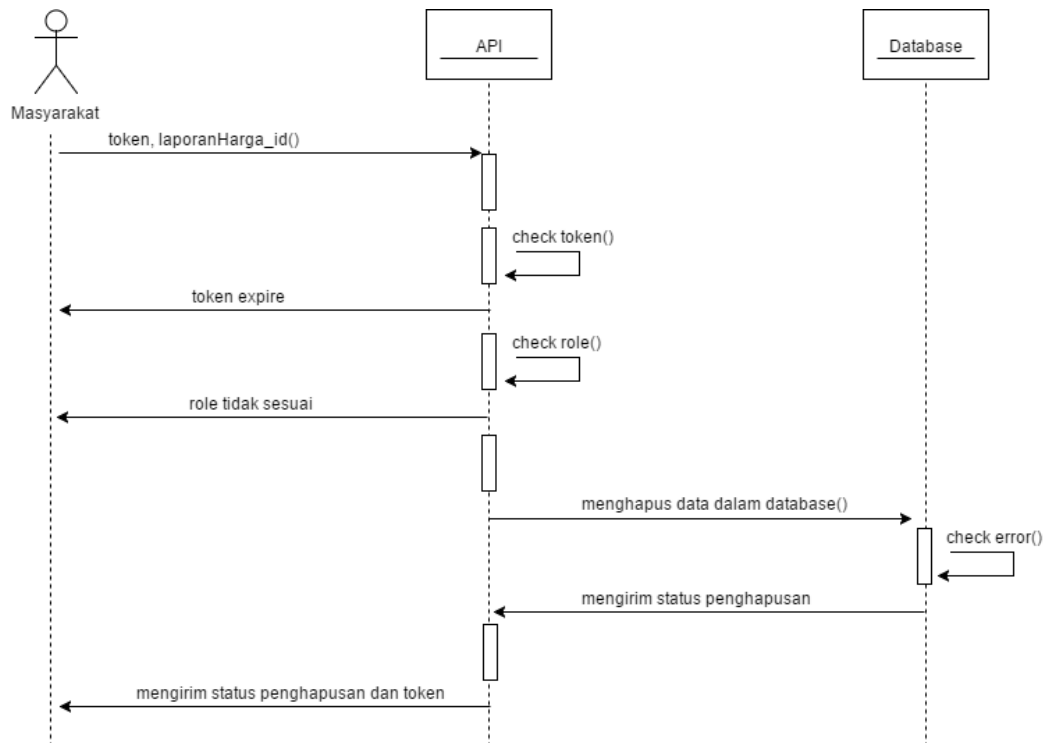 API
Database
Masyarakat
token, laporanHarga_id()
check token()
token expire
check role()
role tidak sesuai
menghapus data dalam database()
check error()
mengirim status penghapusan
mengirim status penghapusan dan token